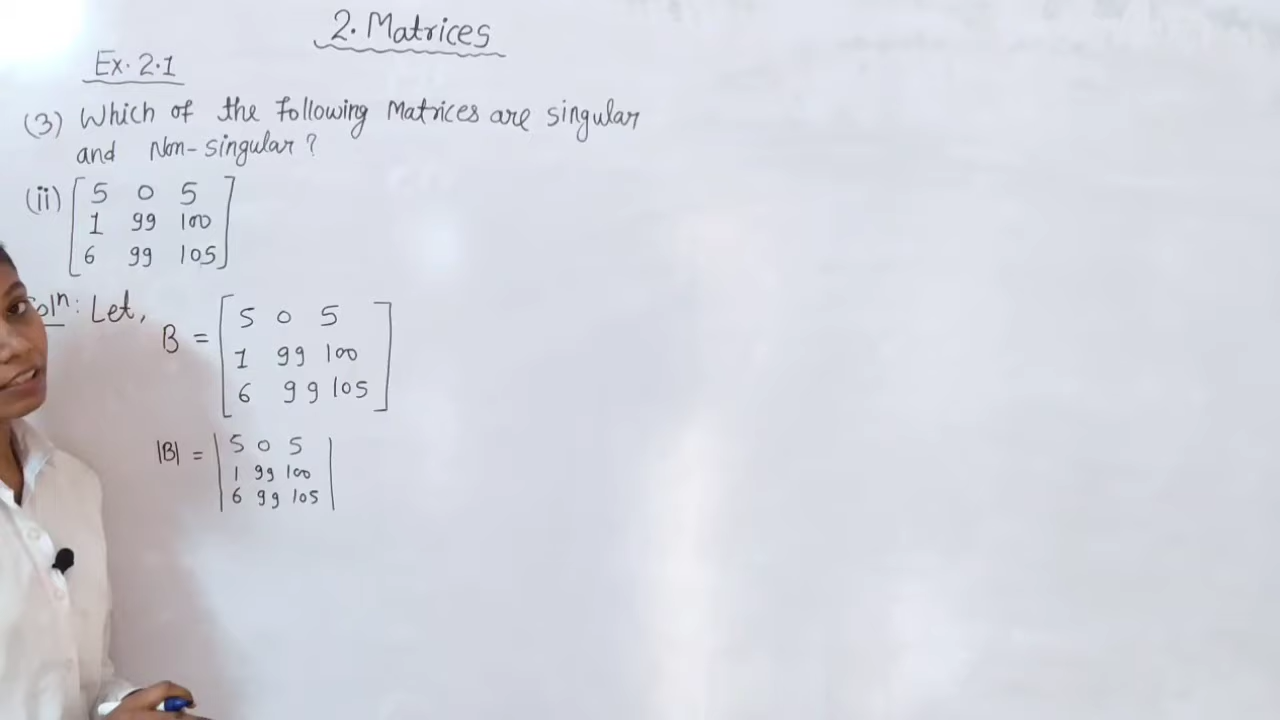 2. Matrices
Ex. 2.1
(3) Which of the following Matrices are singular
and Non-singular?
(ii) [5 0 5
1 99 100
6 99 105]
Soln: Let,
B = [5 0 5
1 99 100
6 99 105]
|B| = |5 0 5
1 99 100
6 99 105|